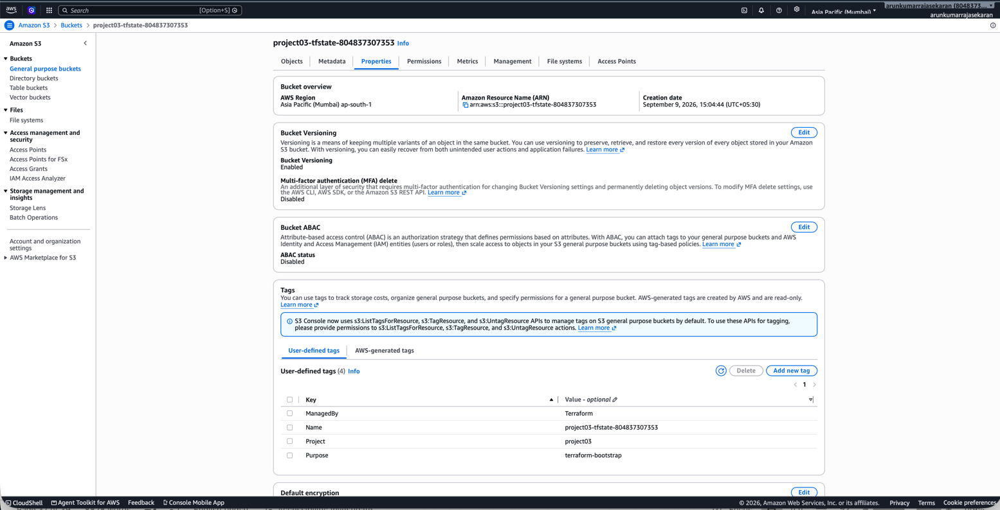 aws
Search
[Option+S]
Asia Pacific (Mumbai)
arunkumarrajasekaran (8048373...
arunkumarrajasekaran
Amazon S3
Buckets
project03-tfstate-804837307353
Amazon S3
Buckets
General purpose buckets
Directory buckets
Table buckets
Vector buckets
Files
File systems
Access management and
security
Access Points
Access Points for FSx
Access Grants
IAM Access Analyzer
Storage management and
insights
Storage Lens
Batch Operations
Account and organization
settings
AWS Marketplace for S3
project03-tfstate-804837307353 Info
Objects Metadata Properties Permissions Metrics Management File systems Access Points
Bucket overview
AWS Region
Asia Pacific (Mumbai) ap-south-1
Amazon Resource Name (ARN)
arn:aws:s3:::project03-tfstate-804837307353
Creation date
September 9, 2026, 15:04:44 (UTC+05:30)
Bucket Versioning
Edit
Versioning is a means of keeping multiple variants of an object in the same bucket. You can use versioning to preserve, retrieve, and restore every version of every object stored in your Amazon
S3 bucket. With versioning, you can easily recover from both unintended user actions and application failures. Learn more
Bucket Versioning
Enabled
Multi-factor authentication (MFA) delete
An additional layer of security that requires multi-factor authentication for changing Bucket Versioning settings and permanently deleting object versions. To modify MFA delete settings, use
the AWS CLI, AWS SDK, or the Amazon S3 REST API. Learn more
Disabled
Bucket ABAC
Edit
Attribute-based access control (ABAC) is an authorization strategy that defines permissions based on attributes. With ABAC, you can attach tags to your general purpose buckets and AWS
Identity and Access Management (IAM) entities (users or roles), then scale access to objects in your S3 general purpose buckets using tag-based policies. Learn more
ABAC status
Disabled
Tags
You can use tags to track storage costs, organize general purpose buckets, and specify permissions for a general purpose bucket. AWS-generated tags are created by AWS and are read-only.
Learn more
S3 Console now uses s3:ListTagsForResource, s3:TagResource, and s3:UntagResource APIs to manage tags on S3 general purpose buckets by default. To use these APIs for tagging,
please provide permissions to s3:ListTagsForResource, s3:TagResource, and s3:UntagResource actions. Learn more
User-defined tags AWS-generated tags
User-defined tags (4) Info
Delete Add new tag
1
Key Value - optional
ManagedBy Terraform
Name project03-tfstate-804837307353
Project project03
Purpose terraform-bootstrap
Default encryption
Edit
CloudShell Agent Toolkit for AWS Feedback Console Mobile App
© 2026, Amazon Web Services, Inc. or its affiliates. Privacy Terms Cookie preferences